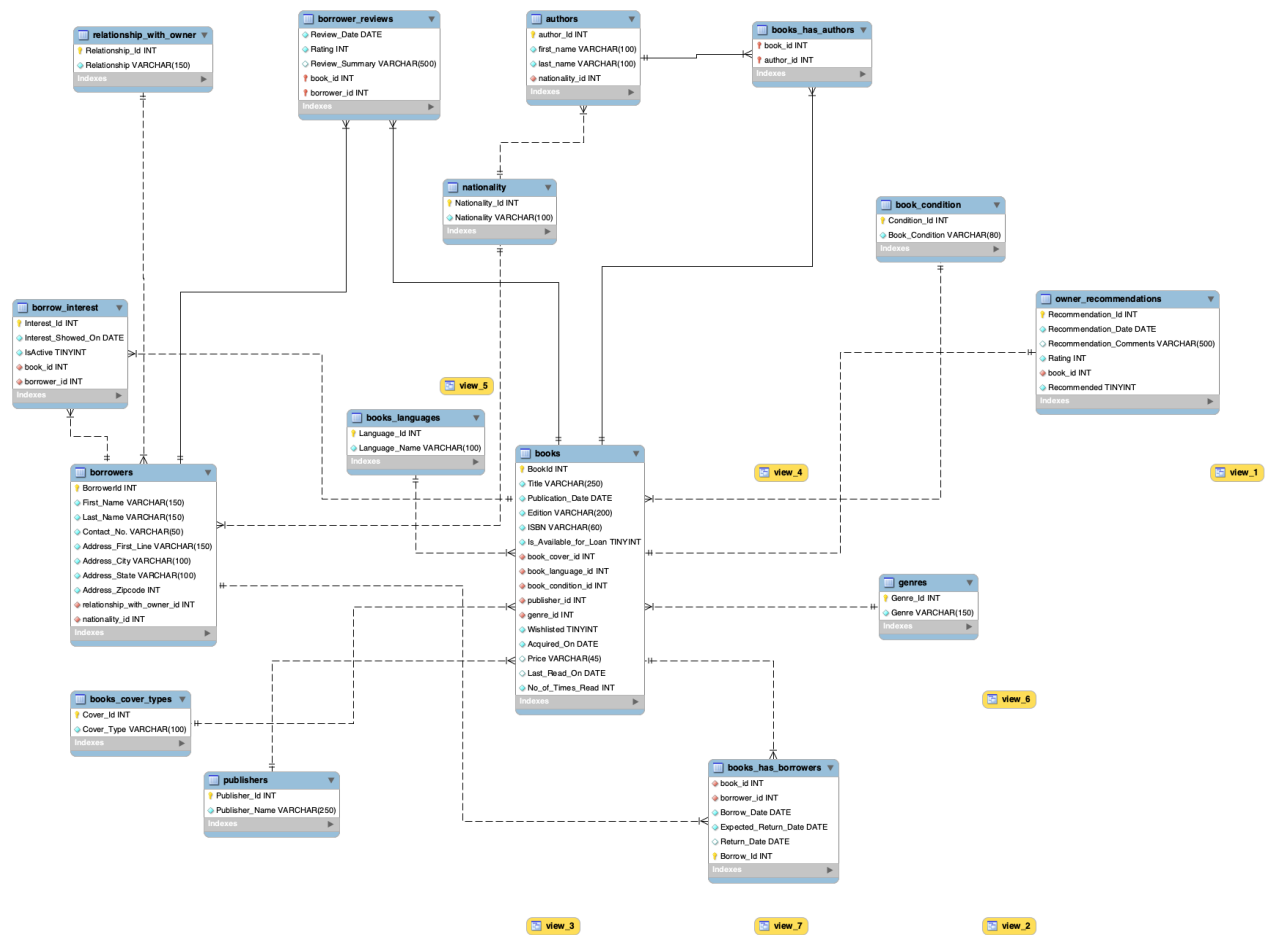 relationship_with_owner
Relationship_Id INT
Relationship VARCHAR(150)
Indexes
borrower_reviews
Review_Date DATE
Rating INT
Review_Summary VARCHAR(500)
book_id INT
borrower_id INT
Indexes
authors
author_Id INT
first_name VARCHAR(100)
last_name VARCHAR(100)
nationality_id INT
Indexes
books_has_authors
book_id INT
author_id INT
Indexes
nationality
Nationality_Id INT
Nationality VARCHAR(100)
Indexes
book_condition
Condition_Id INT
Book_Condition VARCHAR(80)
Indexes
borrow_interest
Interest_Id INT
Interest_Showed_On DATE
IsActive TINYINT
book_id INT
borrower_id INT
Indexes
owner_recommendations
Recommendation_Id INT
Recommendation_Date DATE
Recommendation_Comments VARCHAR(500)
Rating INT
book_id INT
Recommended TINYINT
Indexes
view_5
books_languages
Language_Id INT
Language_Name VARCHAR(100)
Indexes
borrowers
BorrowerId INT
First_Name VARCHAR(150)
Last_Name VARCHAR(150)
Contact_No. VARCHAR(50)
Address_First_Line VARCHAR(150)
Address_City VARCHAR(100)
Address_State VARCHAR(100)
Address_Zipcode INT
relationship_with_owner_id INT
nationality_id INT
Indexes
books
BookId INT
Title VARCHAR(250)
Publication_Date DATE
Edition VARCHAR(200)
ISBN VARCHAR(60)
Is_Available_for_Loan TINYINT
book_cover_id INT
book_language_id INT
book_condition_id INT
publisher_id INT
genre_id INT
Wishlisted TINYINT
Acquired_On DATE
Price VARCHAR(45)
Last_Read_On DATE
No_of_Times_Read INT
Indexes
view_4
view_1
genres
Genre_Id INT
Genre VARCHAR(150)
Indexes
books_cover_types
Cover_Id INT
Cover_Type VARCHAR(100)
Indexes
view_6
publishers
Publisher_Id INT
Publisher_Name VARCHAR(250)
Indexes
books_has_borrowers
book_id INT
borrower_id INT
Borrow_Date DATE
Expected_Return_Date DATE
Return_Date DATE
Borrow_Id INT
Indexes
view_3
view_7
view_2